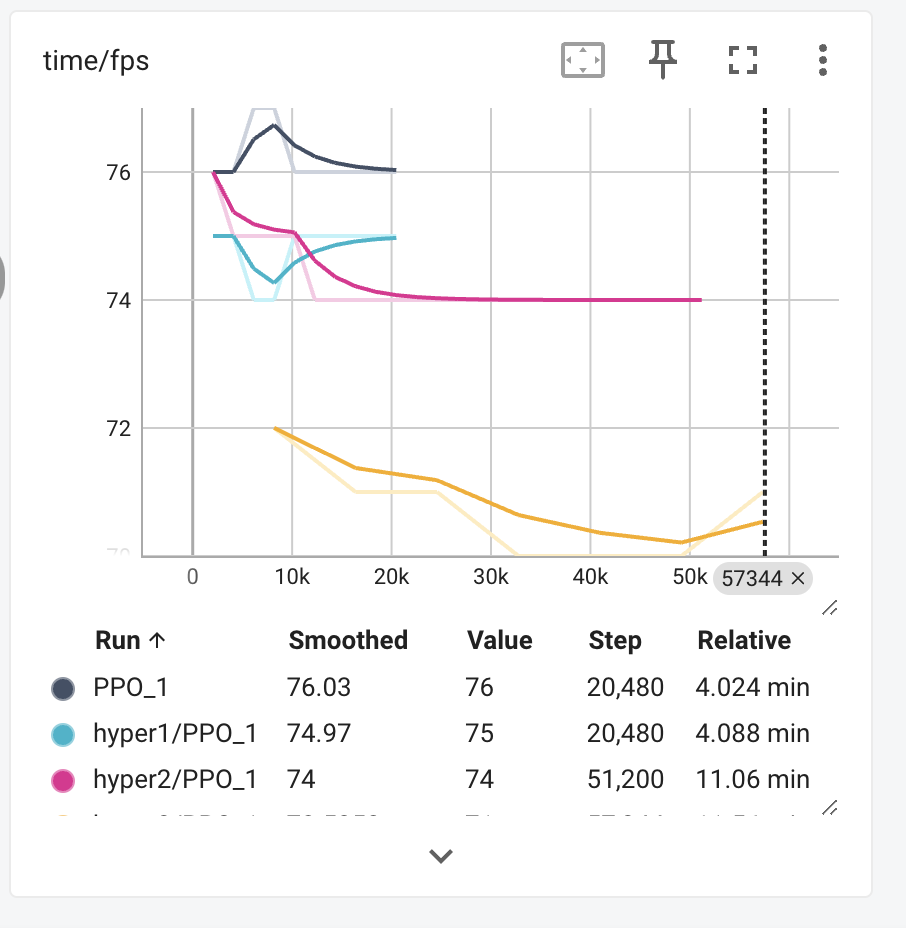 time/fps
76
74
72
70
0 10k 20k 30k 40k 50k 57344 ×
Run ↑ Smoothed Value Step Relative
PPO_1 76.03 76 20,480 4.024 min
hyper1/PPO_1 74.97 75 20,480 4.088 min
hyper2/PPO_1 74 74 51,200 11.06 min